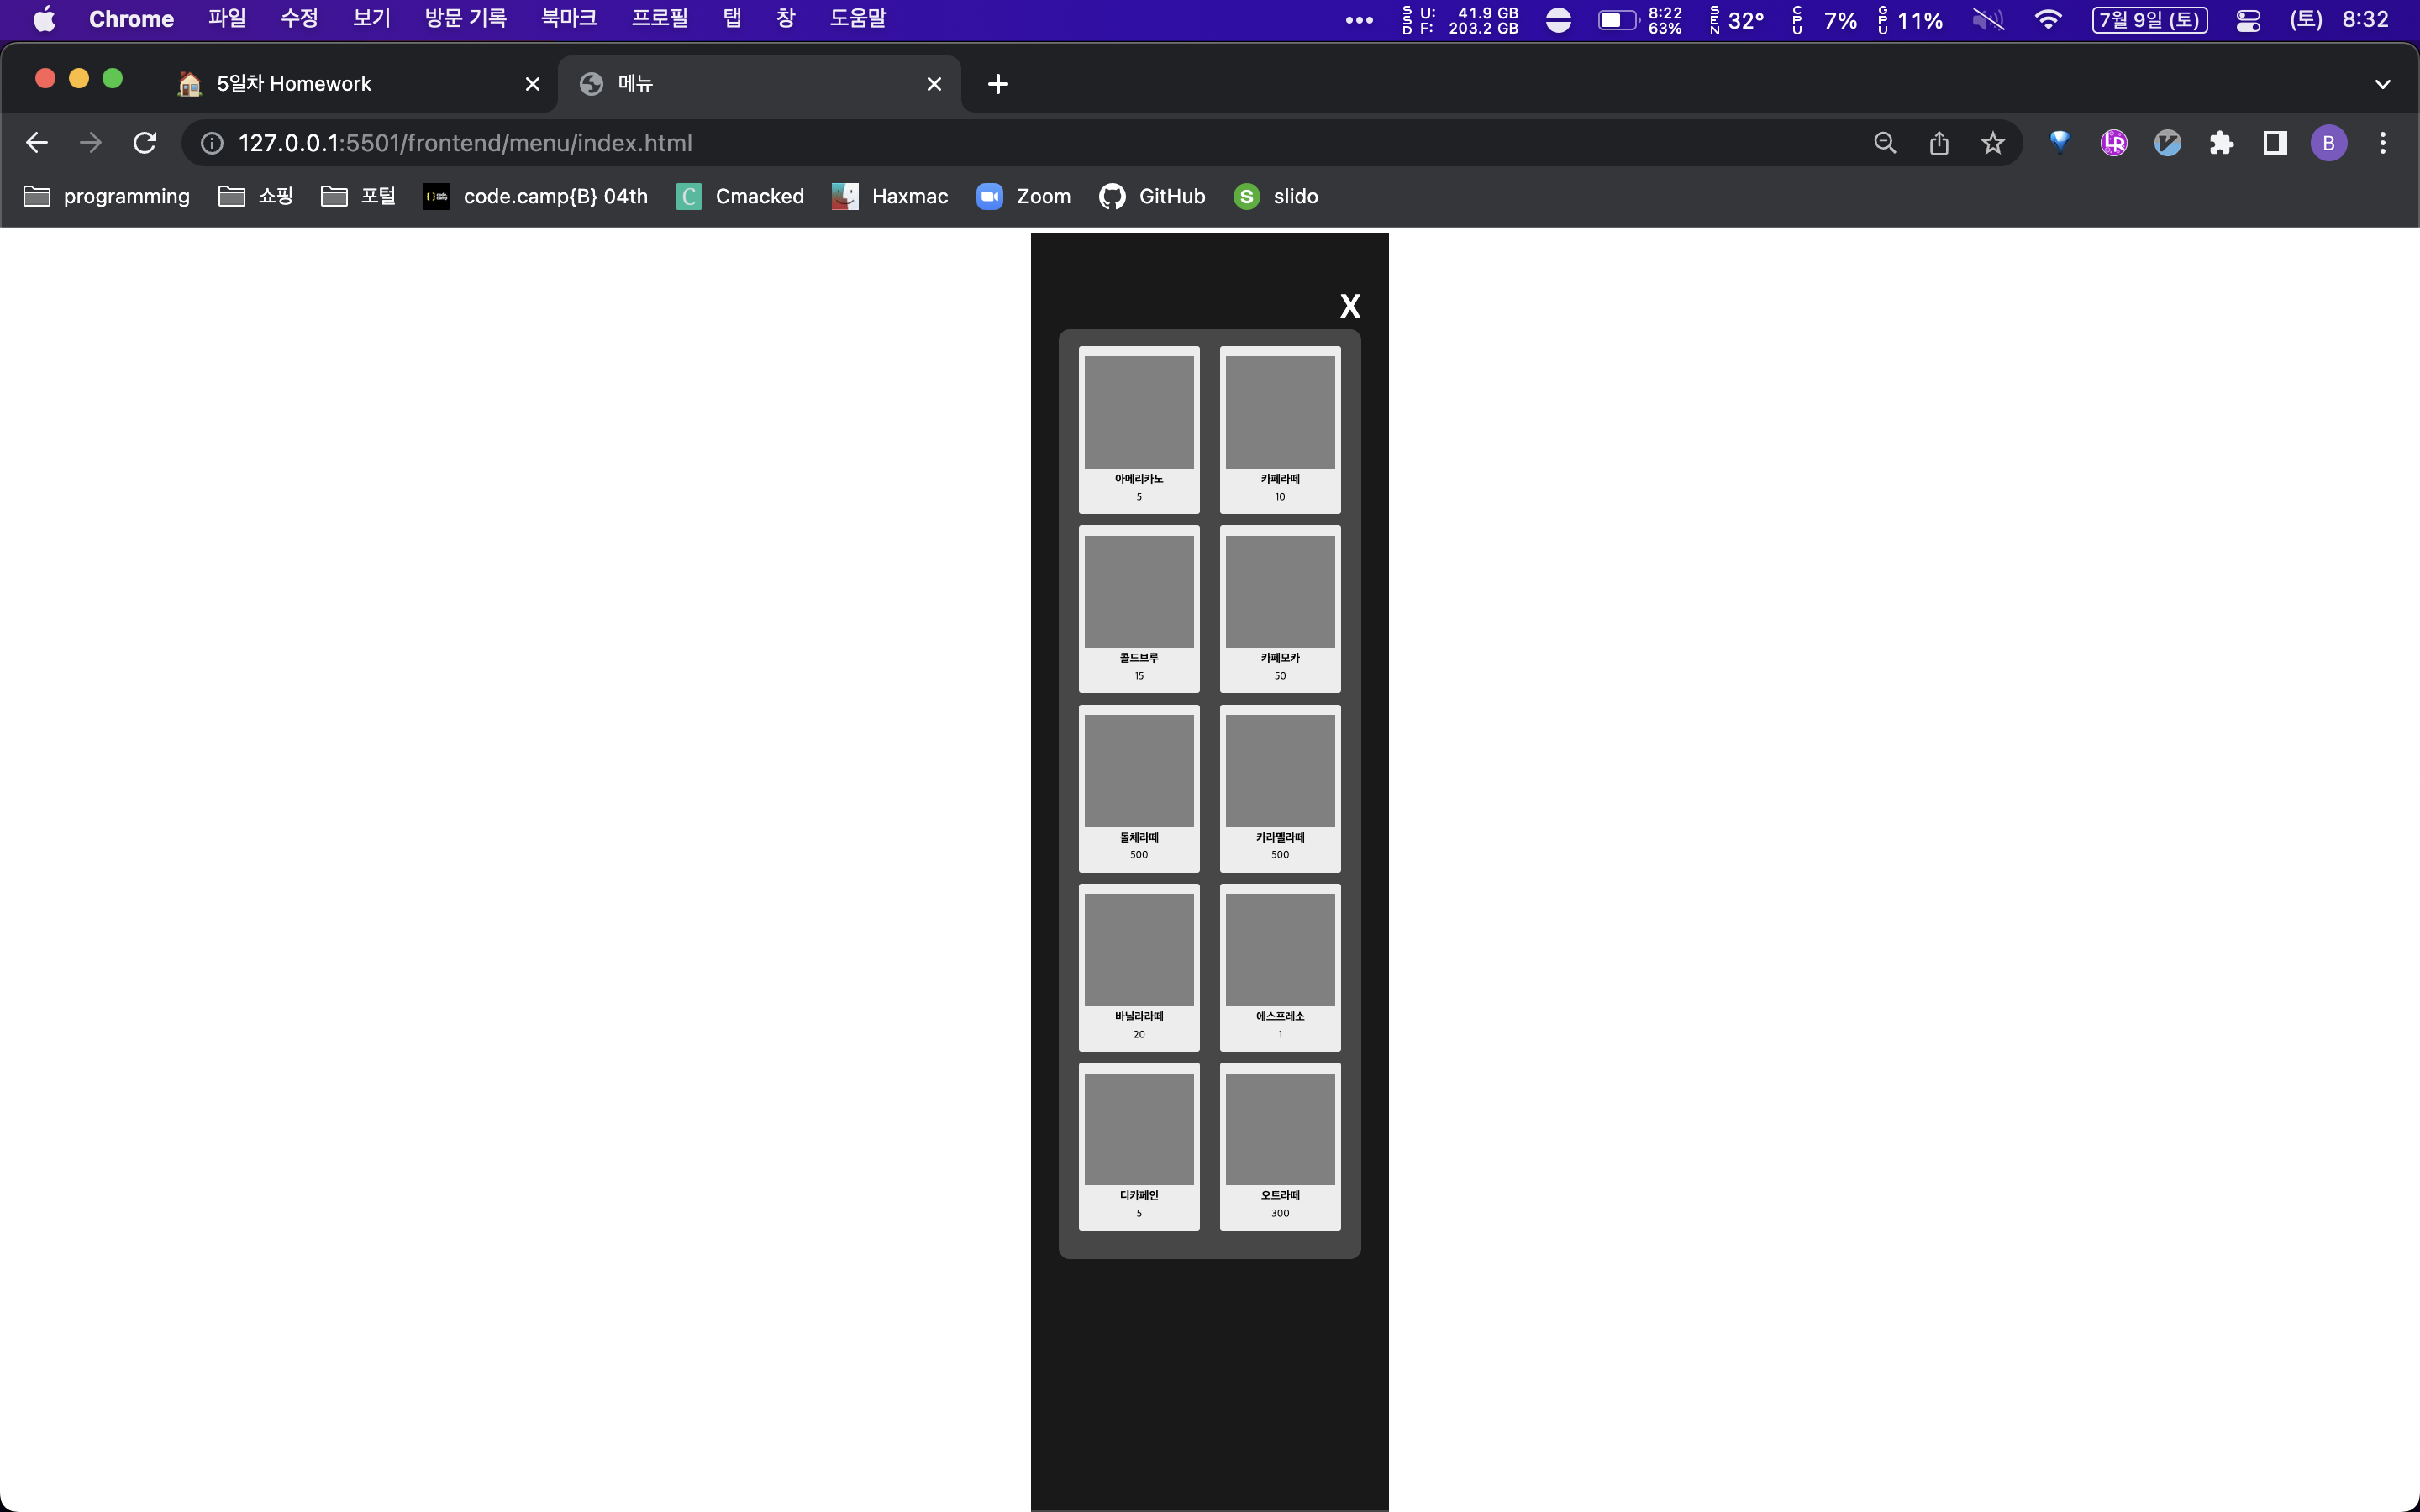 Chrome 파일 수정 보기 방문 기록 북마크 프로필 탭 창 도움말 ••• SSD U: 41.9 GB F: 203.2 GB 8:22 63% SEN 32° CPU 7% GPU 11% 7월 9일 (토) (토) 8:32
5일차 Homework 메뉴
127.0.0.1:5501/frontend/menu/index.html B
programming 쇼핑 포털 code.camp{B} 04th Cmacked Haxmac Zoom GitHub slido
X
아메리카노 카페라떼
5 10
콜드브루 카페모카
15 50
돌체라떼 카라멜라떼
500 500
바닐라라떼 에스프레소
20 1
디카페인 오트라떼
5 300